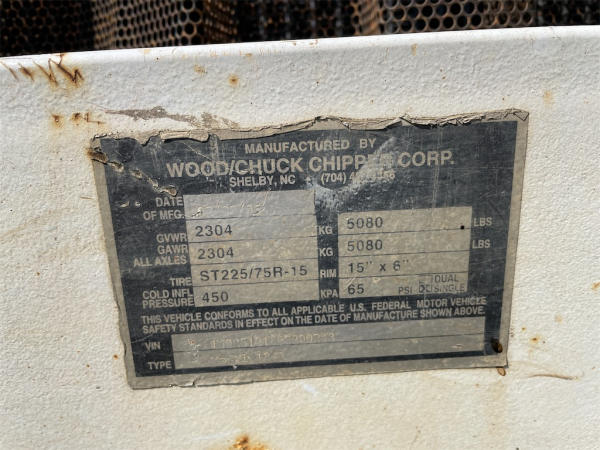 MANUFACTURED BY
WOOD/CHUCK CHIPPER CORP.
SHELBY, NC (704)
DATE OF MFG.
GVWR 2304 KG 5080 LBS
GAWR ALL AXLES 2304 KG 5080 LBS
TIRE ST225/75R-15 RIM 15" x 6"
COLD INFL PRESSURE 450 KPA 65 PSI DUAL SINGLE
THIS VEHICLE CONFORMS TO ALL APPLICABLE U.S. FEDERAL MOTOR VEHICLE
SAFETY STANDARDS IN EFFECT ON THE DATE OF MANUFACTURE SHOWN ABOVE.
VIN
TYPE